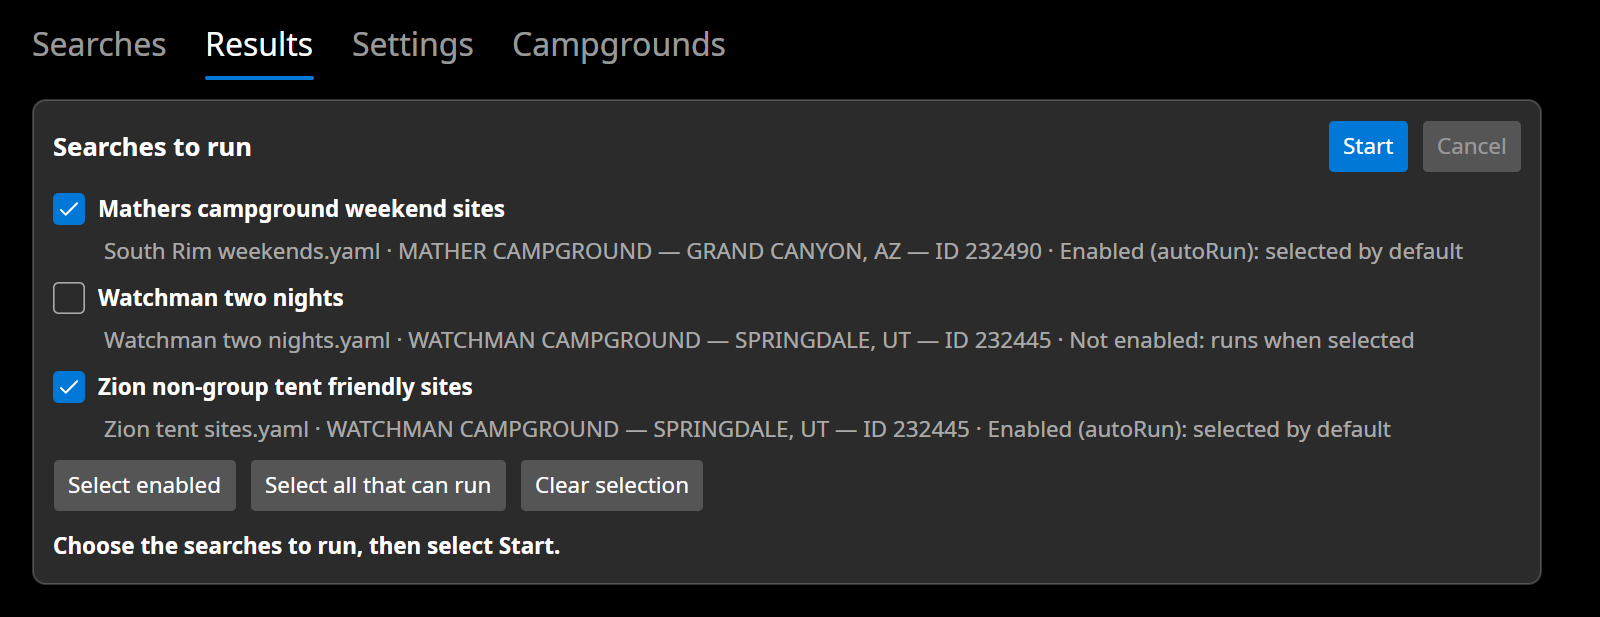 Searches Results Settings Campgrounds
Searches to run Start Cancel
Mathers campground weekend sites
South Rim weekends.yaml · MATHER CAMPGROUND — GRAND CANYON, AZ — ID 232490 · Enabled (autoRun): selected by default
Watchman two nights
Watchman two nights.yaml · WATCHMAN CAMPGROUND — SPRINGDALE, UT — ID 232445 · Not enabled: runs when selected
Zion non-group tent friendly sites
Zion tent sites.yaml · WATCHMAN CAMPGROUND — SPRINGDALE, UT — ID 232445 · Enabled (autoRun): selected by default
Select enabled Select all that can run Clear selection
Choose the searches to run, then select Start.